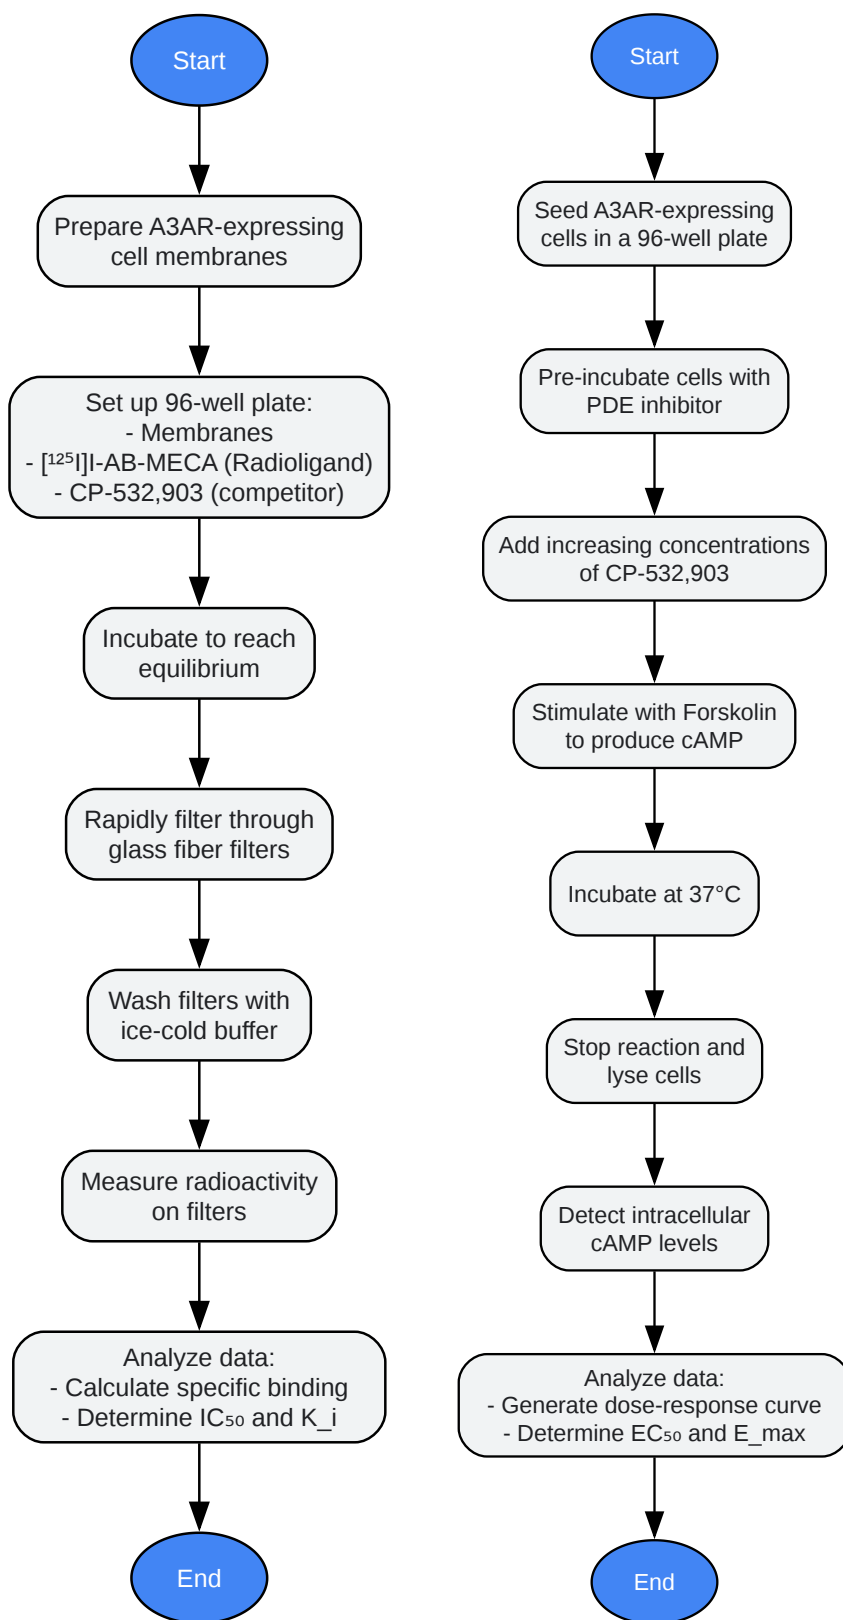 Start
Prepare A3AR-expressing
cell membranes
Set up 96-well plate:
- Membranes
- [¹²⁵I]I-AB-MECA (Radioligand)
- CP-532,903 (competitor)
Incubate to reach
equilibrium
Rapidly filter through
glass fiber filters
Wash filters with
ice-cold buffer
Measure radioactivity
on filters
Analyze data:
- Calculate specific binding
- Determine IC₅₀ and K_i
End
Start
Seed A3AR-expressing
cells in a 96-well plate
Pre-incubate cells with
PDE inhibitor
Add increasing concentrations
of CP-532,903
Stimulate with Forskolin
to produce cAMP
Incubate at 37°C
Stop reaction and
lyse cells
Detect intracellular
cAMP levels
Analyze data:
- Generate dose-response curve
- Determine EC₅₀ and E_max
End